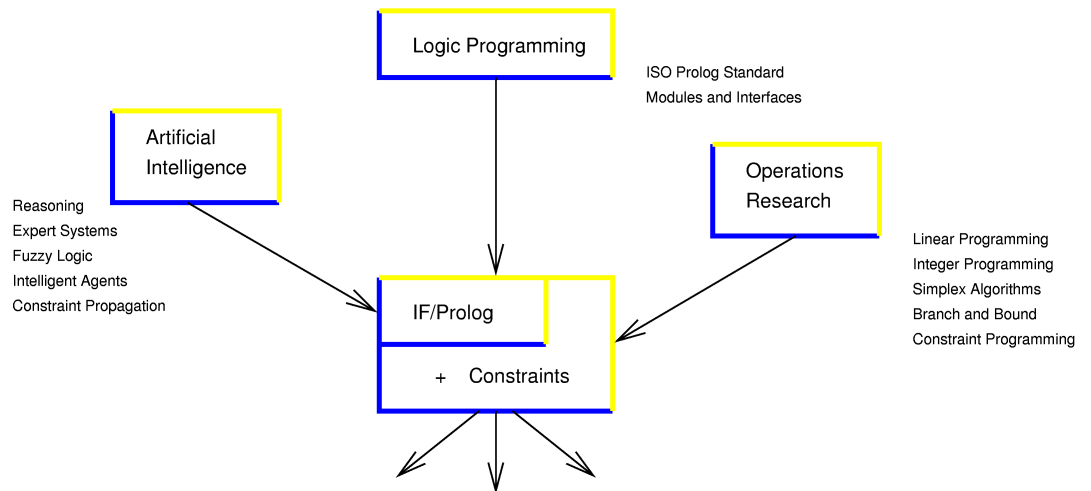 Logic Programming
ISO Prolog Standard
Modules and Interfaces
Artificial
Intelligence
Reasoning
Expert Systems
Fuzzy Logic
Intelligent Agents
Constraint Propagation
Operations
Research
Linear Programming
Integer Programming
Simplex Algorithms
Branch and Bound
Constraint Programming
IF/Prolog
+ Constraints